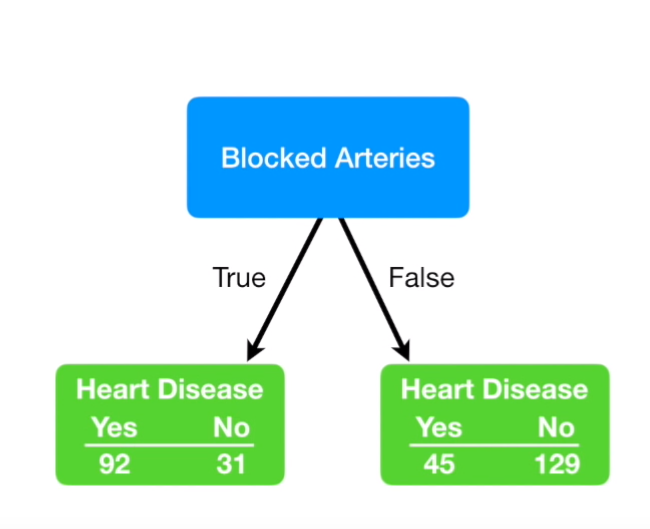 Blocked Arteries
True
False
Heart Disease
Yes No
92 31
Heart Disease
Yes No
45 129